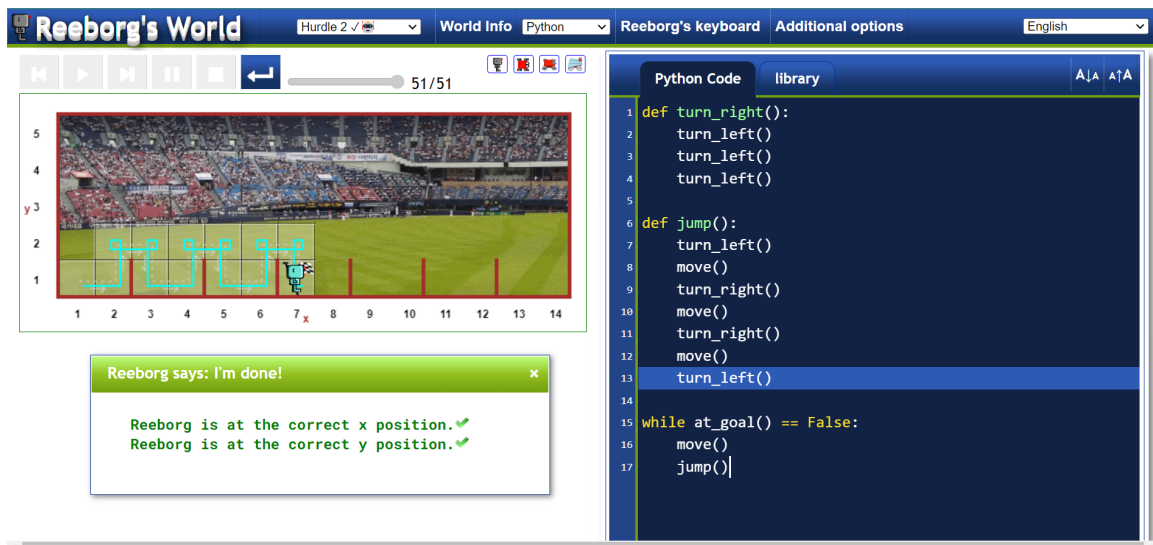 Reeborg's World
Hurdle 2 ✓
World Info
Python
Reeborg's keyboard
Additional options
English
51/51
5
4
y 3
2
1
1 2 3 4 5 6 7 x 8 9 10 11 12 13 14
Reeborg says: I'm done! ×
Reeborg is at the correct x position.✔
Reeborg is at the correct y position.✔
Python Code
library
A↓A A↑A
1 def turn_right():
2     turn_left()
3     turn_left()
4     turn_left()
5
6 def jump():
7     turn_left()
8     move()
9     turn_right()
10     move()
11     turn_right()
12     move()
13     turn_left()
14
15 while at_goal() == False:
16     move()
17     jump()